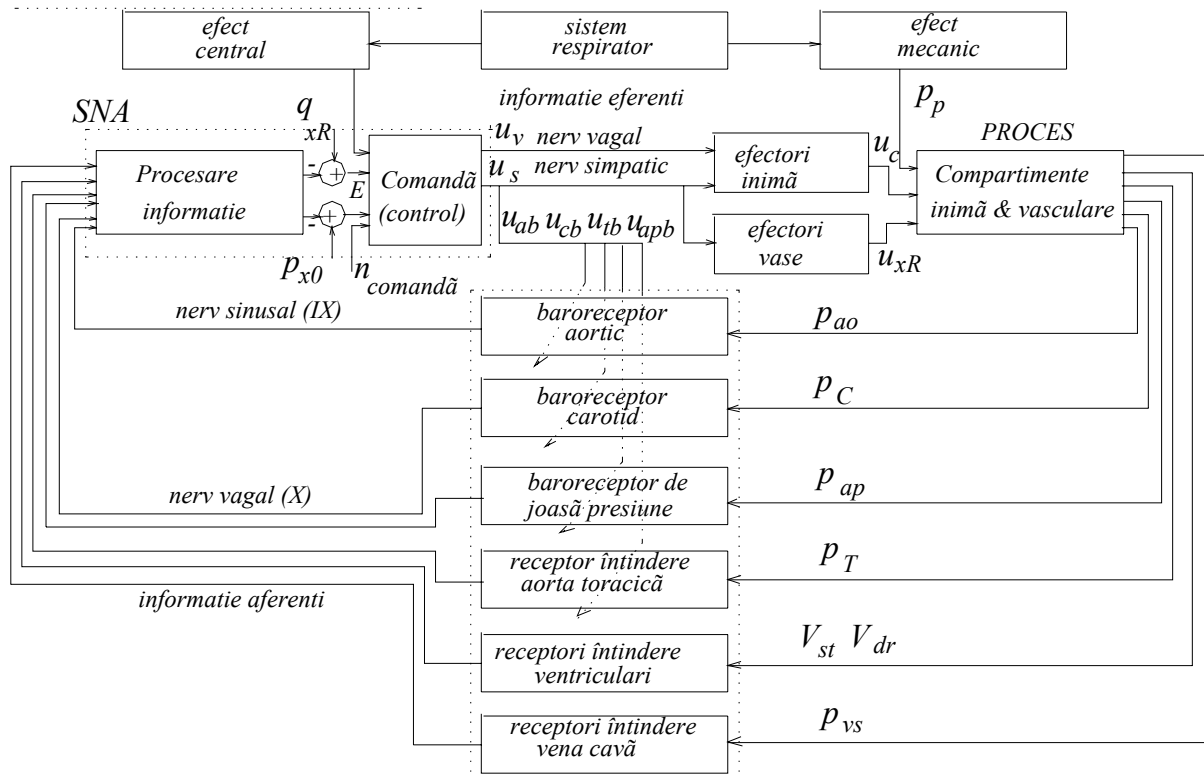 efect
central
sistem
respirator
efect
mecanic
informatie eferenti
p_p
SNA
q_xR
PROCES
u_v nerv vagal
u_c
u_s nerv simpatic
Procesare
informatie
-
+
E
-
+
Comandã
(control)
efectori
inimã
Compartimente
inimã & vasculare
u_ab u_cb u_tb u_apb
efectori
vase
u_xR
p_x0
n_comandã
nerv sinusal (IX)
baroreceptor
aortic
p_ao
baroreceptor
carotid
p_C
nerv vagal (X)
baroreceptor de
joasã presiune
p_ap
receptor întindere
aorta toracicã
p_T
informatie aferenti
receptori întindere
ventriculari
V_st V_dr
receptori întindere
vena cavã
p_vs